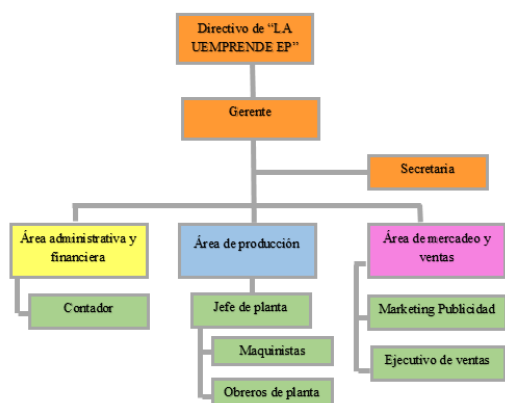 Directivo de “LA
UEMPRENDE EP”
Gerente
Secretaria
Área administrativa y
financiera
Área de producción
Área de mercadeo y
ventas
Contador
Jefe de planta
Marketing Publicidad
Maquinistas
Ejecutivo de ventas
Obreros de planta